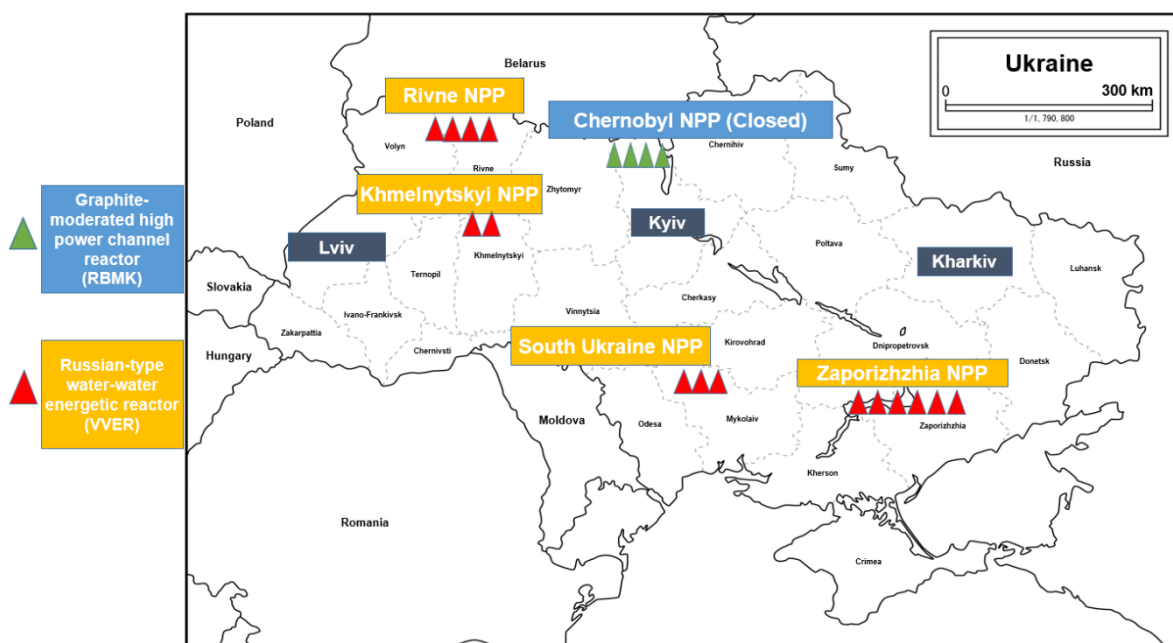 Belarus
Ukraine
0
300 km
1/1, 790, 800
Rivne NPP
Poland
Chernobyl NPP (Closed)
Volyn
Chernihiv
Rivne
Sumy
Russia
Zhytomyr
Khmelnytskyi NPP
Graphite-
moderated high
power channel
reactor
(RBMK)
Kyiv
Lviv
Poltava
Khmelnytskyi
Kharkiv
Luhansk
Ternopil
Slovakia
Cherkasy
Vinnytsia
Ivano-Frankivsk
Zakarpattia
South Ukraine NPP
Kirovohrad
Dnipropetrovsk
Chernivsti
Hungary
Donetsk
Russian-type
water-water
energetic reactor
(VVER)
Zaporizhzhia NPP
Moldova
Odesa
Mykolaiv
Zaporizhzhia
Kherson
Romania
Crimea